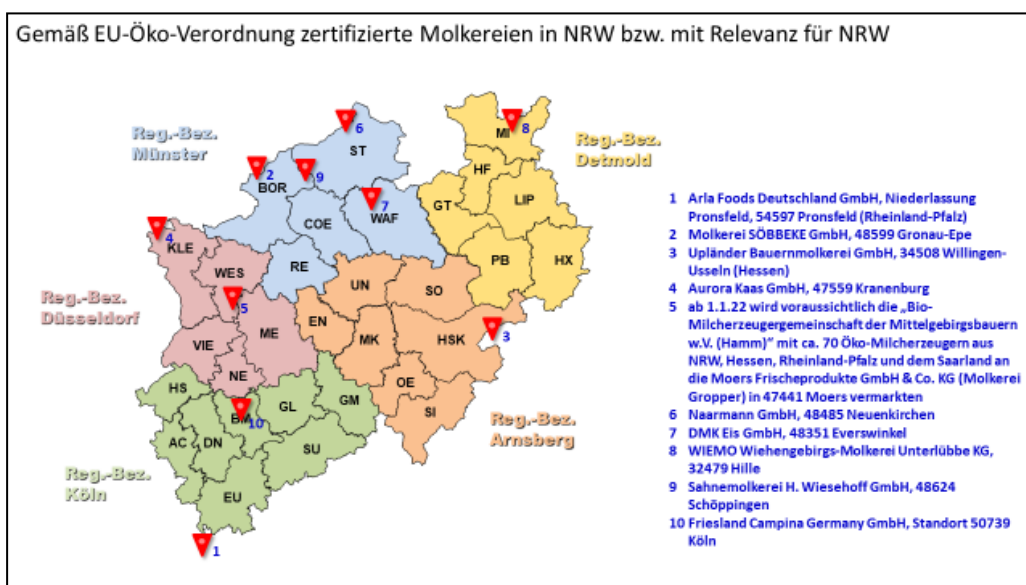 Gemäß EU-Öko-Verordnung zertifizierte Molkereien in NRW bzw. mit Relevanz für NRW
Reg.-Bez.
Münster
Reg.-Bez.
Detmold
Reg.-Bez.
Düsseldorf
Reg.-Bez.
Arnsberg
Reg.-Bez.
Köln
6
ST
MI
8
2
BOR
9
HF
7
WAF
GT
LIP
COE
4
KLE
RE
PB
HX
WES
UN
SO
5
ME
EN
MK
HSK
3
VIE
NE
OE
HS
GL
GM
SI
BM
10
AC
DN
SU
EU
1
1 Arla Foods Deutschland GmbH, Niederlassung
Pronsfeld, 54597 Pronsfeld (Rheinland-Pfalz)
2 Molkerei SÖBBEKE GmbH, 48599 Gronau-Epe
3 Upländer Bauernmolkerei GmbH, 34508 Willingen-
Usseln (Hessen)
4 Aurora Kaas GmbH, 47559 Kranenburg
5 ab 1.1.22 wird voraussichtlich die „Bio-
Milcherzeugergemeinschaft der Mittelgebirgsbauern
w.V. (Hamm)" mit ca. 70 Öko-Milcherzeugern aus
NRW, Hessen, Rheinland-Pfalz und dem Saarland an
die Moers Frischeprodukte GmbH & Co. KG (Molkerei
Gropper) in 47441 Moers vermarkten
6 Naarmann GmbH, 48485 Neuenkirchen
7 DMK Eis GmbH, 48351 Everswinkel
8 WIEMO Wiehengebirgs-Molkerei Unterlübbe KG,
32479 Hille
9 Sahnemolkerei H. Wiesehoff GmbH, 48624
Schöppingen
10 Friesland Campina Germany GmbH, Standort 50739
Köln